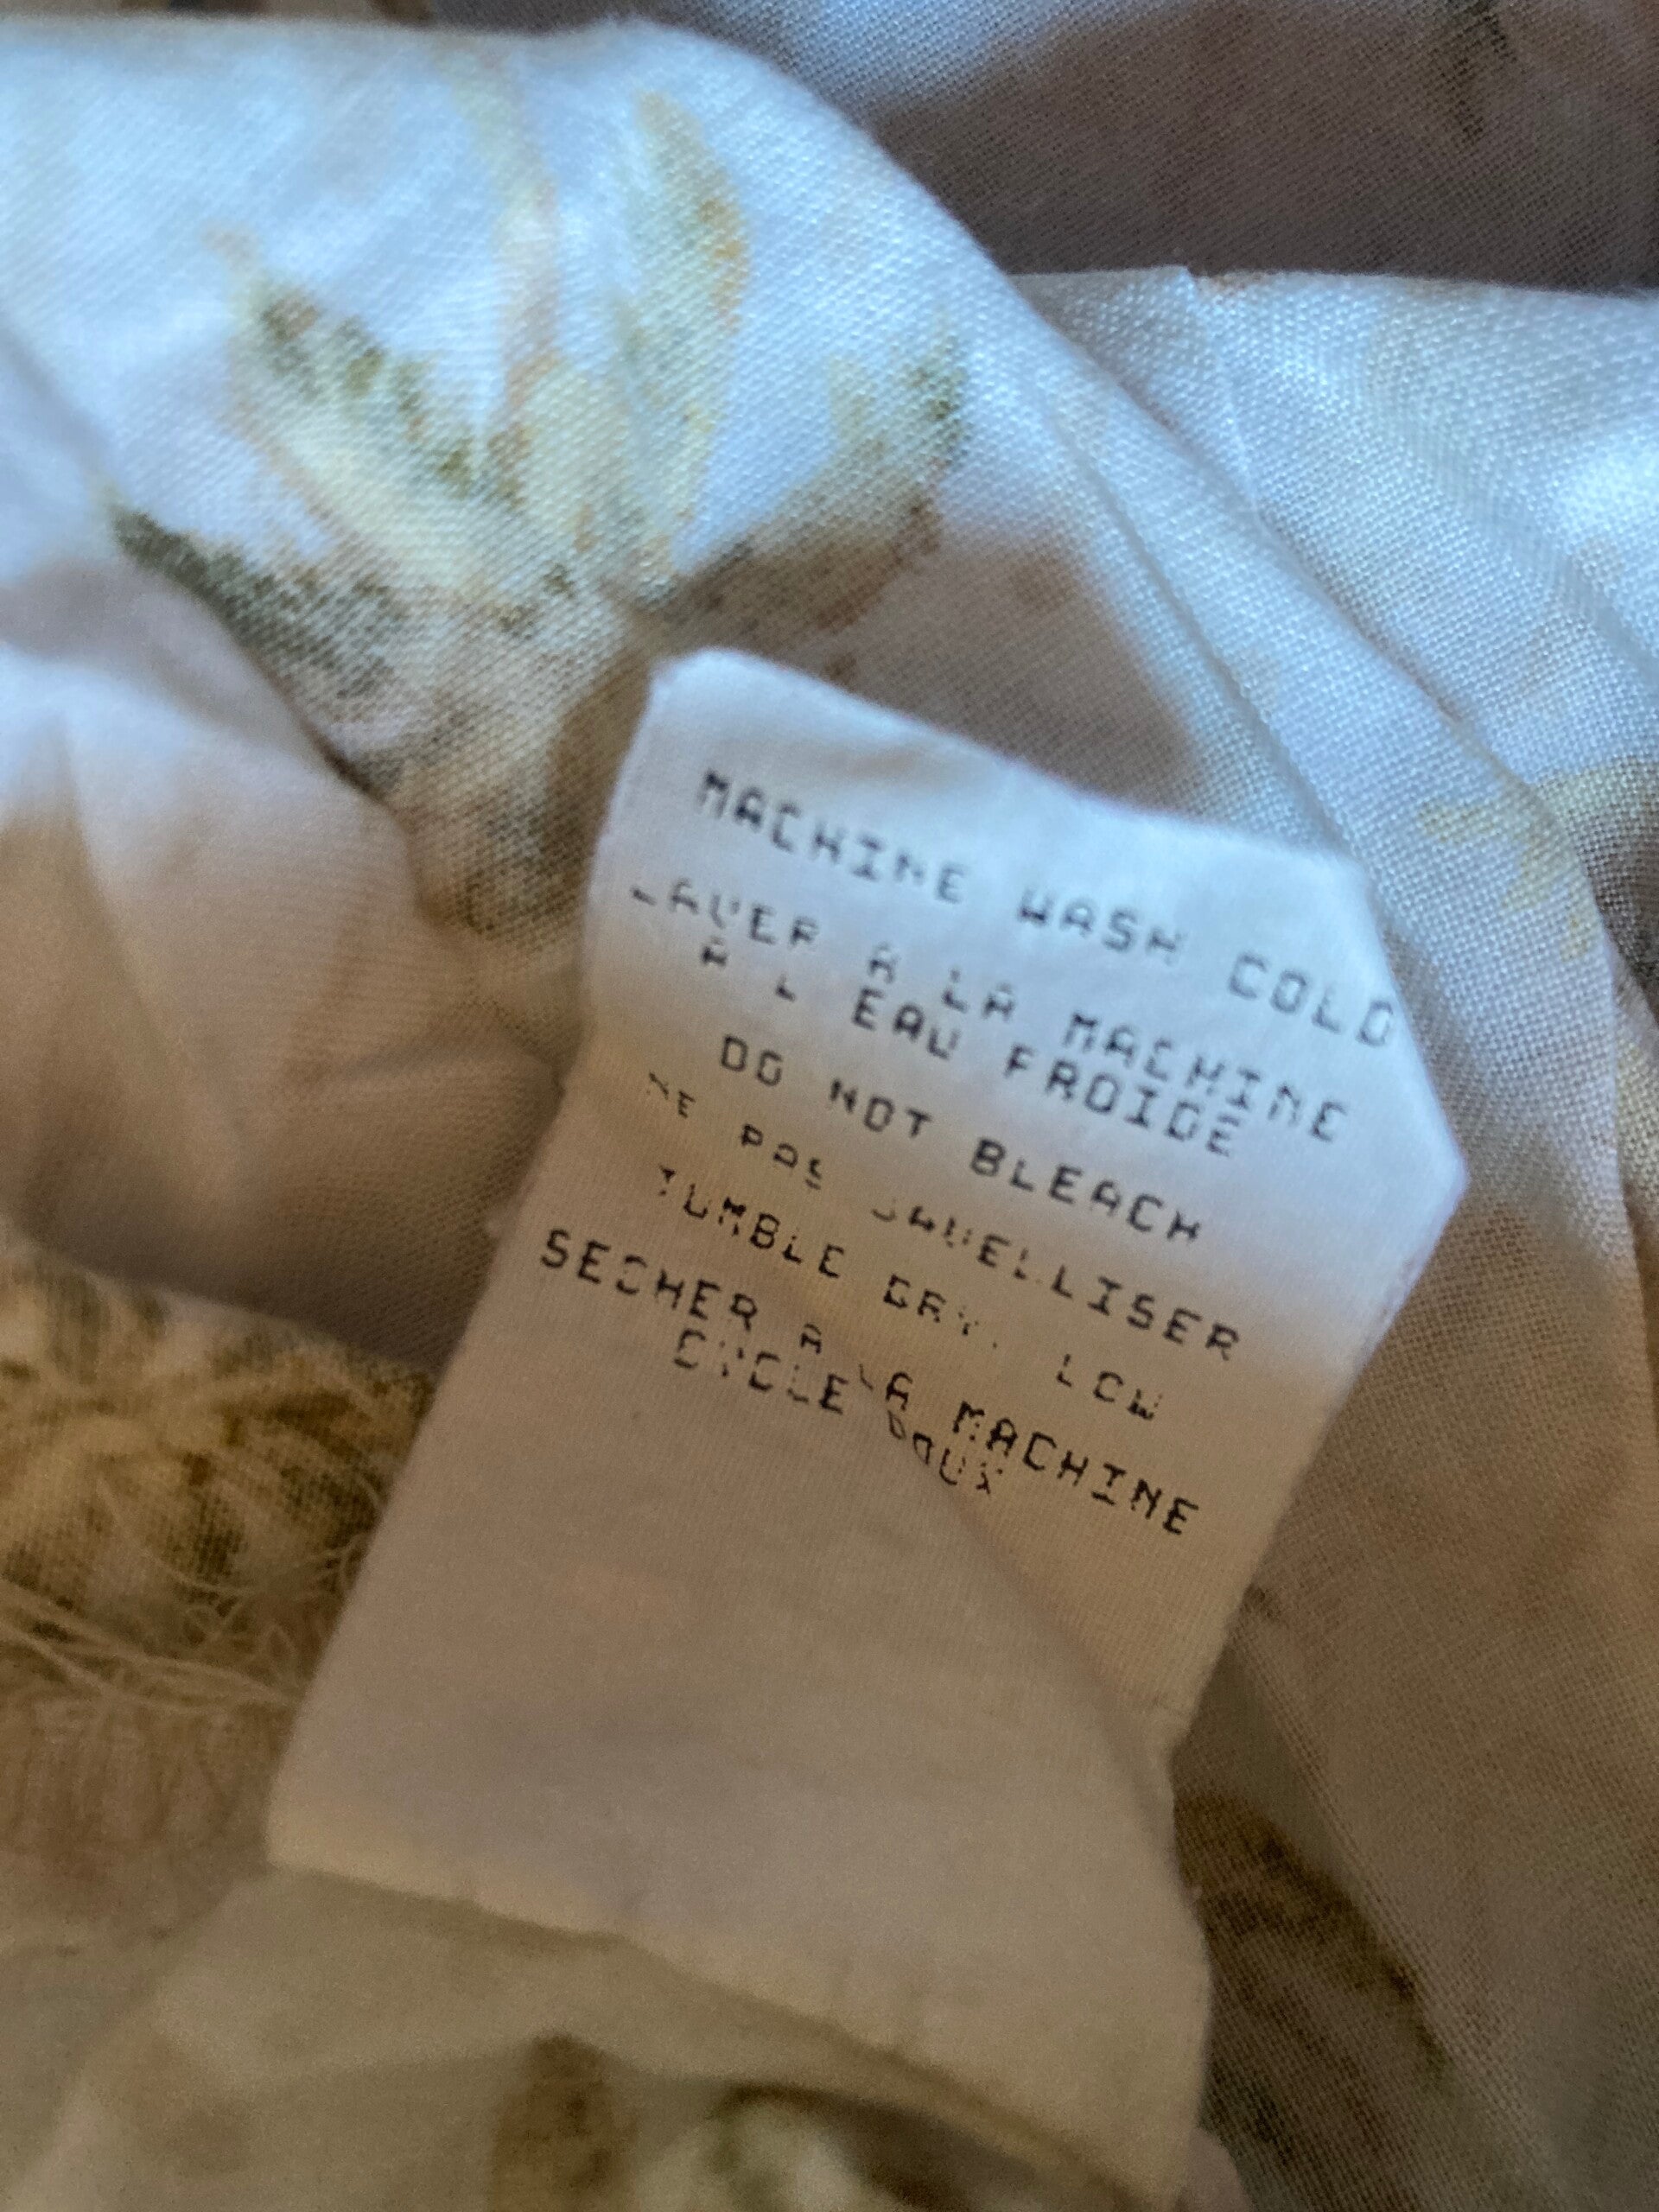 MACHINE WASH COLD
LAVER A LA MACHINE
A L EAU FROIDE
DO NOT BLEACH
NE PAS JAVELLISER
TUMBLE DRY. LOW
SECHER A LA MACHINE
CYCLE DOUX